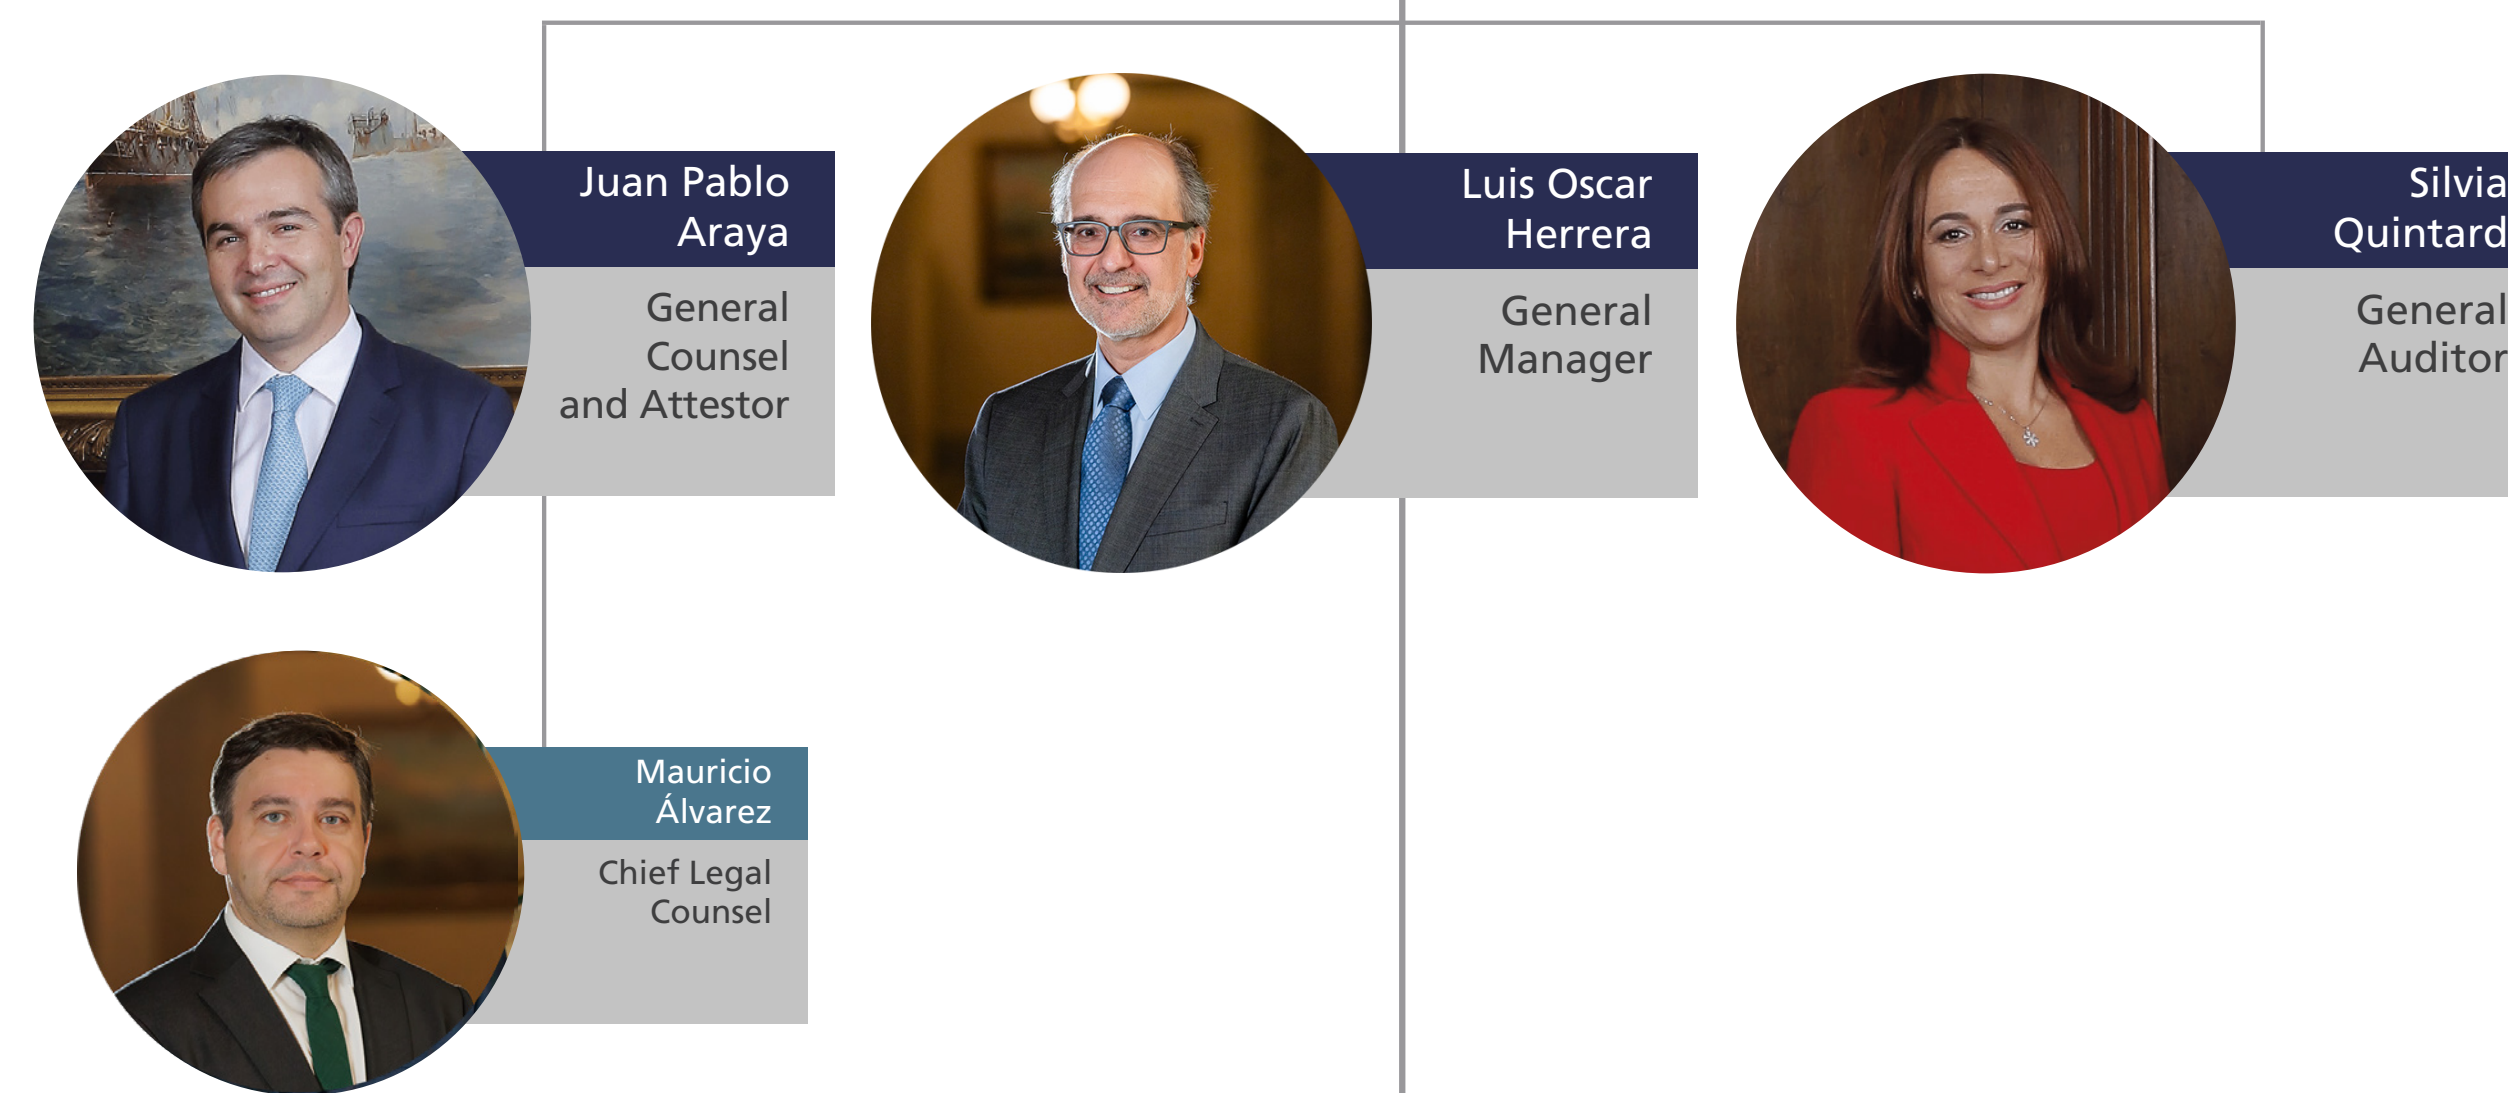 Juan Pablo
Araya
General
Counsel
and Attestor
Luis Oscar
Herrera
General
Manager
Silvia
Quintard
General
Auditor
Mauricio
Álvarez
Chief Legal
Counsel